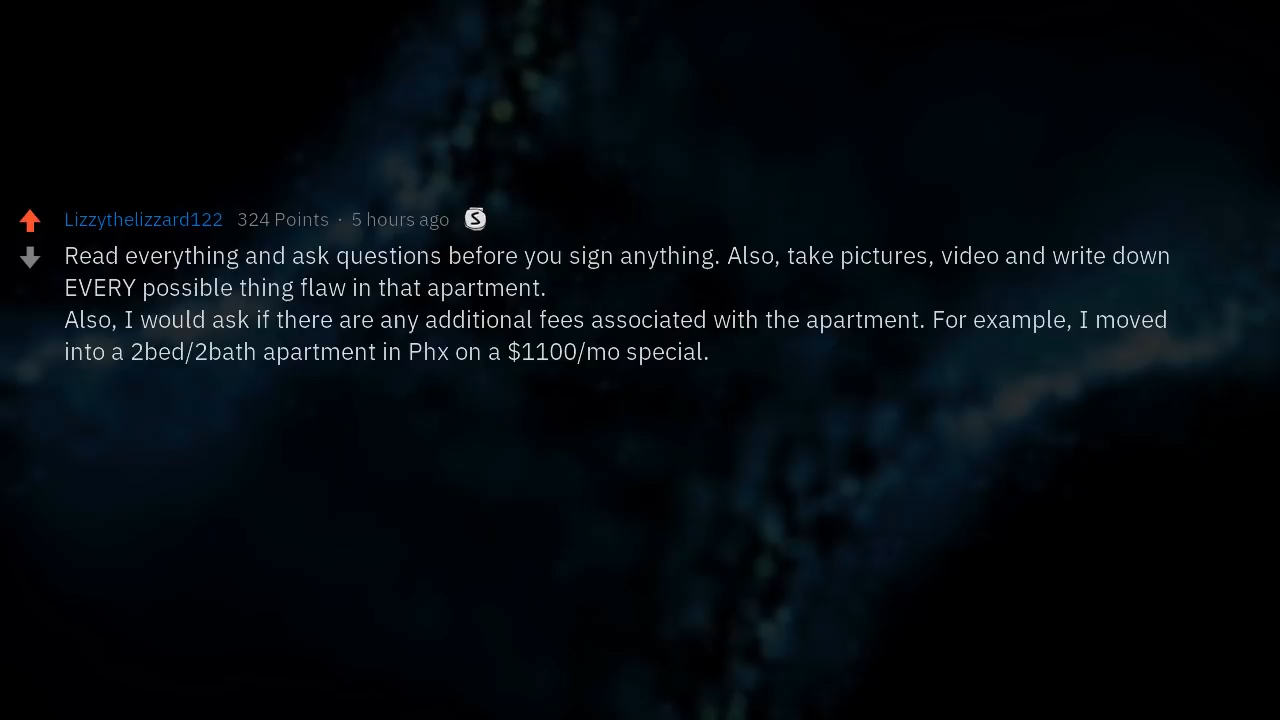 Lizzythelizzard122 324 Points · 5 hours ago S
Read everything and ask questions before you sign anything. Also, take pictures, video and write down
EVERY possible thing flaw in that apartment.
Also, I would ask if there are any additional fees associated with the apartment. For example, I moved
into a 2bed/2bath apartment in Phx on a $1100/mo special.